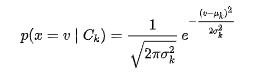 p(x = v | C_k) = \frac{1}{\sqrt{2\pi\sigma_k^2}} e^{-\frac{(v-\mu_k)^2}{2\sigma_k^2}}